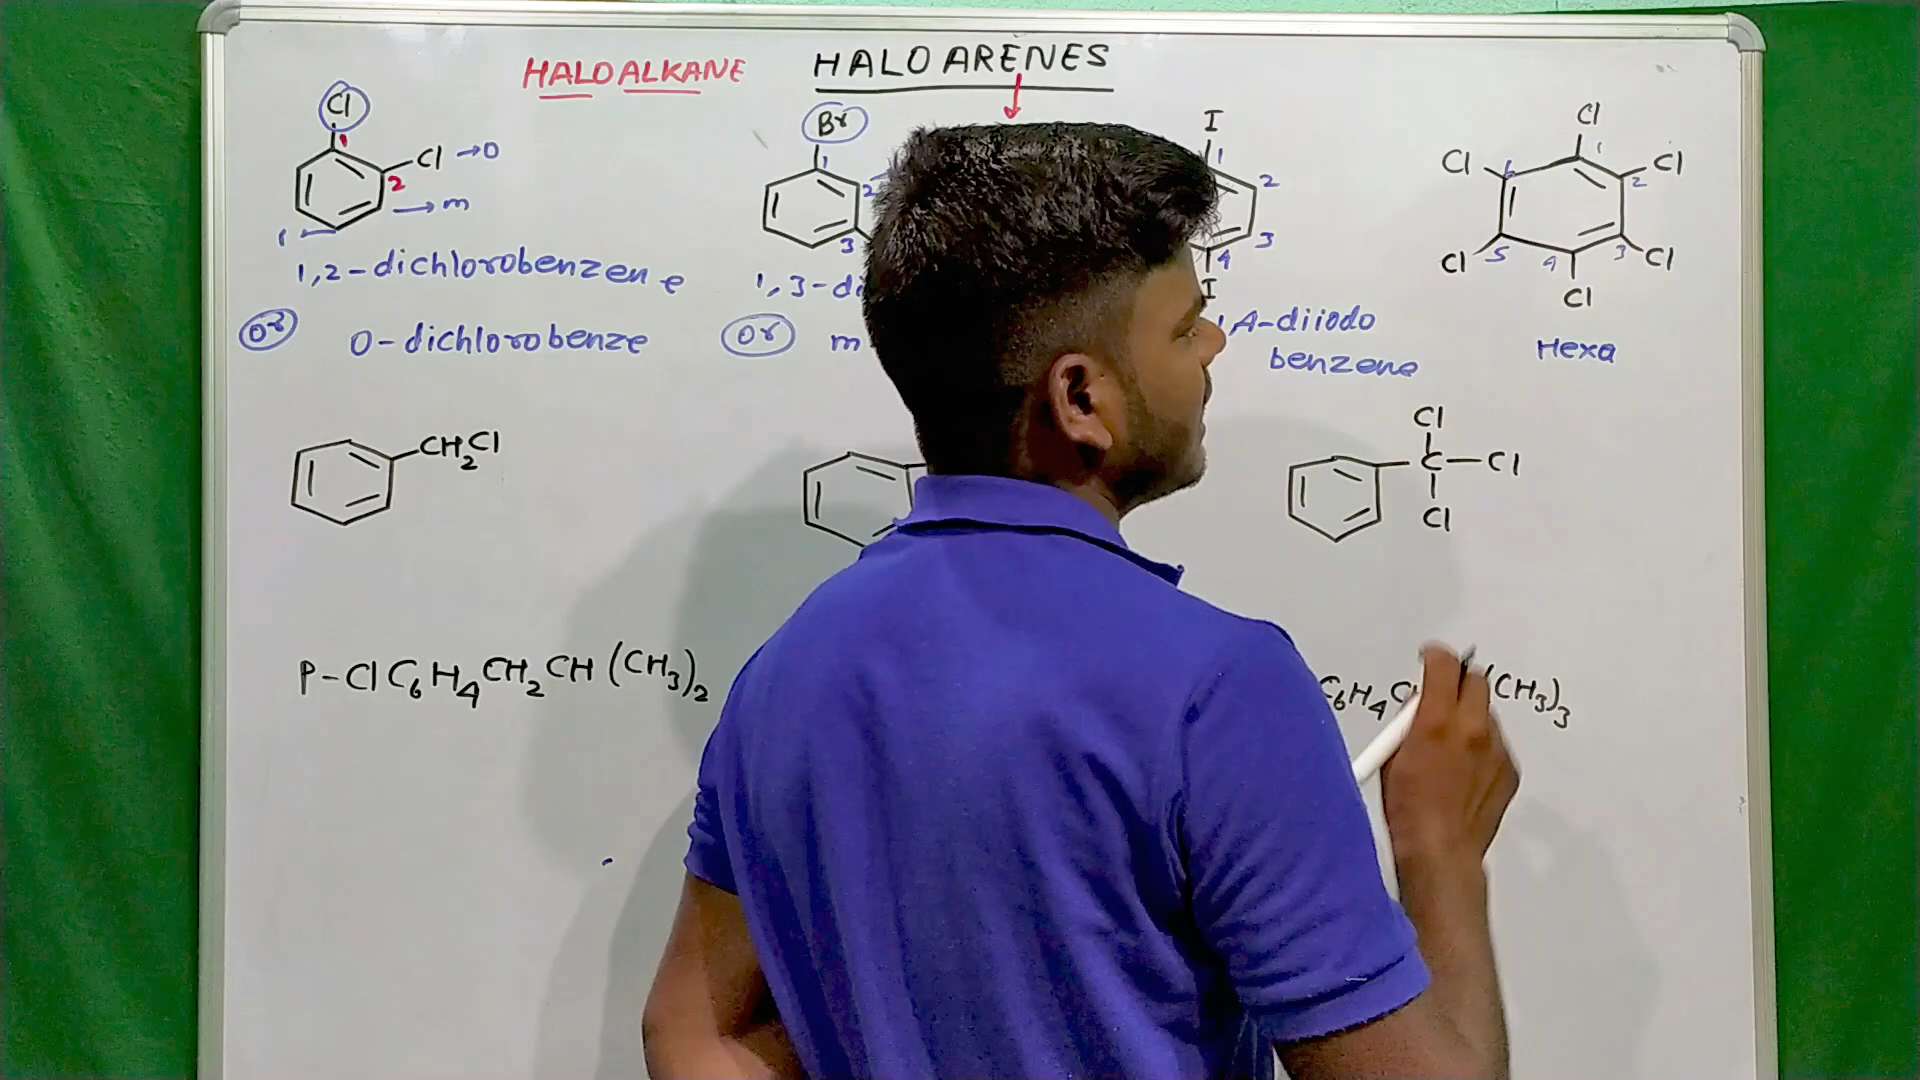 HALOALKANE HALOARENES
Cl
1
Cl → O
2
→ m
1,2-dichlorobenzene
Or O-dichlorobenze
Br
1
2
3
1,3-di
Or m
I
1
2
3
4
I
A-diiodo
benzene
Cl
Cl 6 1 Cl
2
Cl 5 4 3 Cl
Cl
Hexa
CH2Cl
Cl
C-Cl
Cl
P-ClC6H4CH2CH(CH3)2
C6H4C (CH3)3